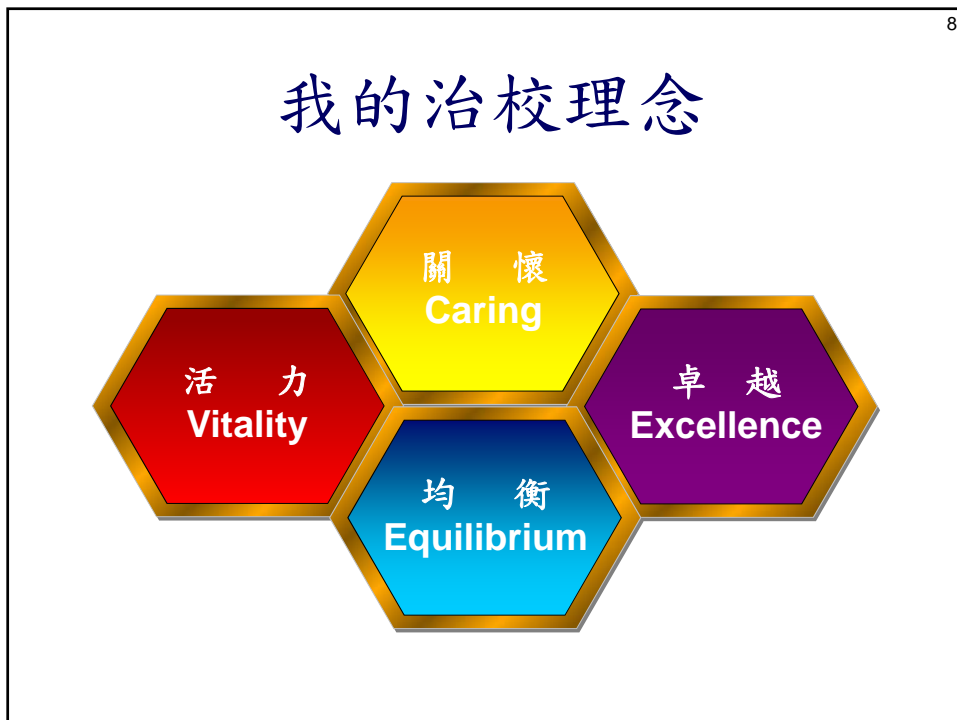 8
我的治校理念
關 懷
Caring
活 力
Vitality
卓 越
Excellence
均 衡
Equilibrium